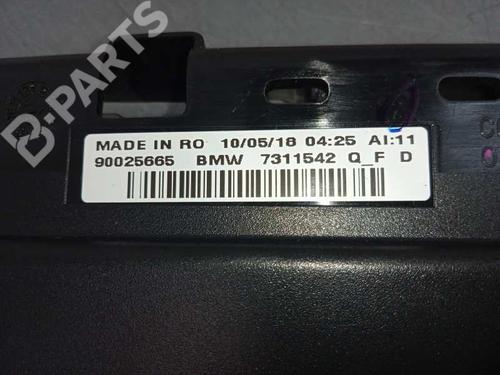 B-PARTS
MADE IN RO 10/05/18 04:25 AI:11
90025665 BMW 7311542 Q_F D